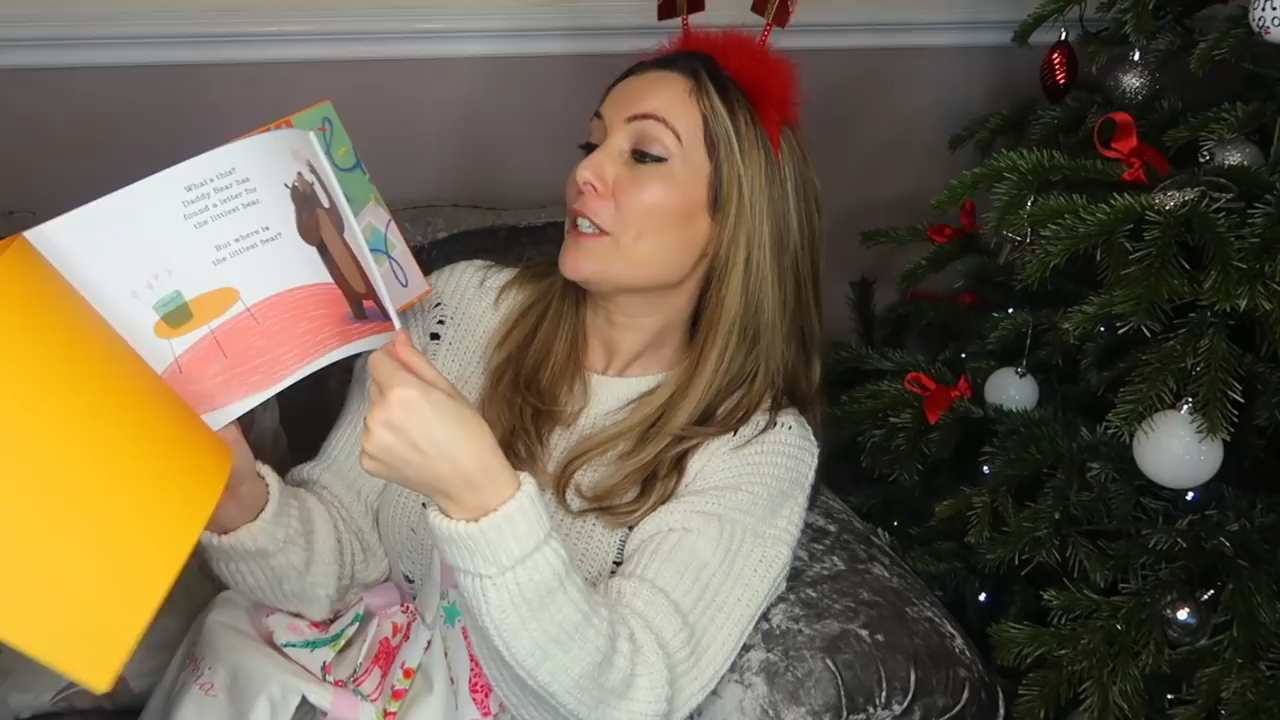 What's this?
Daddy Bear has
found a letter for
the littlest bear.
But where is
the littlest bear?